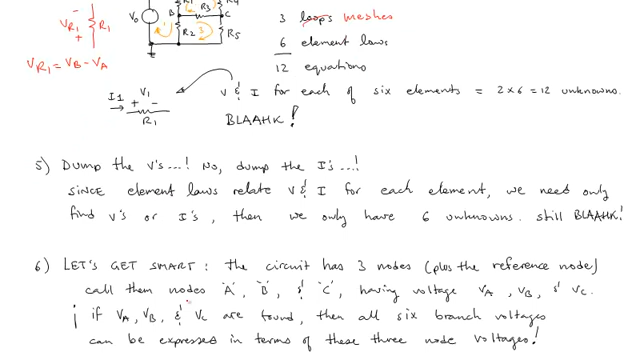 V₀
B
R3
C
R2
3
R5
3 loops meshes
6 element laws
12 equations
-
VR1
+
R1
VR1 = VB - VA
I1
V1
+ -
R1
V & I for each of six elements = 2 x 6 = 12 unknowns.
BLAAHK!
5) Dump the V's...! No, dump the I's...!
SINCE element laws relate V & I for each element, we need only
find V's or I's, then we only have 6 unknowns. still BLAAHK!
6) LET'S GET SMART: the circuit has 3 nodes (plus the reference node)
call them nodes 'A', 'B', & 'C', having voltage VA, VB, & VC.
¡ if VA, VB, & VC are found, then all six branch voltages
can be expressed in terms of these three node voltages!